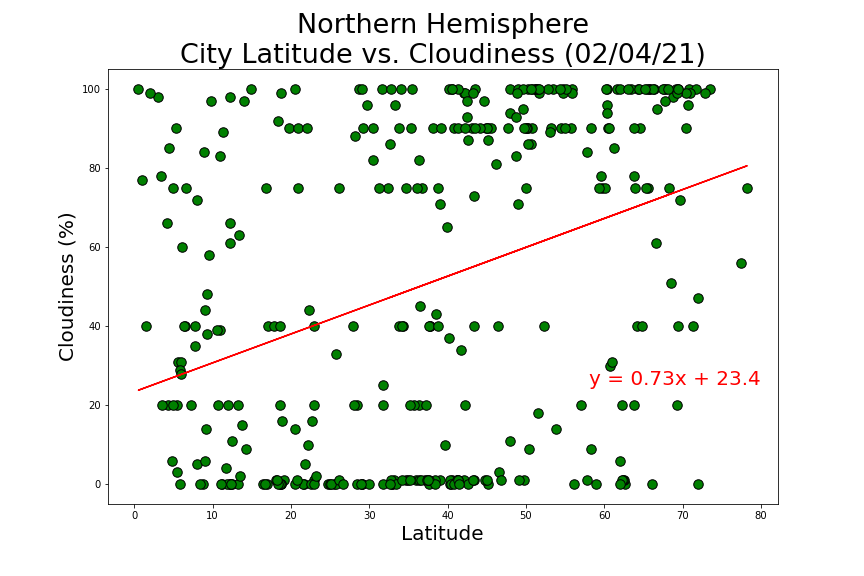 Northern Hemisphere
City Latitude vs. Cloudiness (02/04/21)
Cloudiness (%)
100
80
60
40
20
0
y = 0.73x + 23.4
0 10 20 30 40 50 60 70 80
Latitude